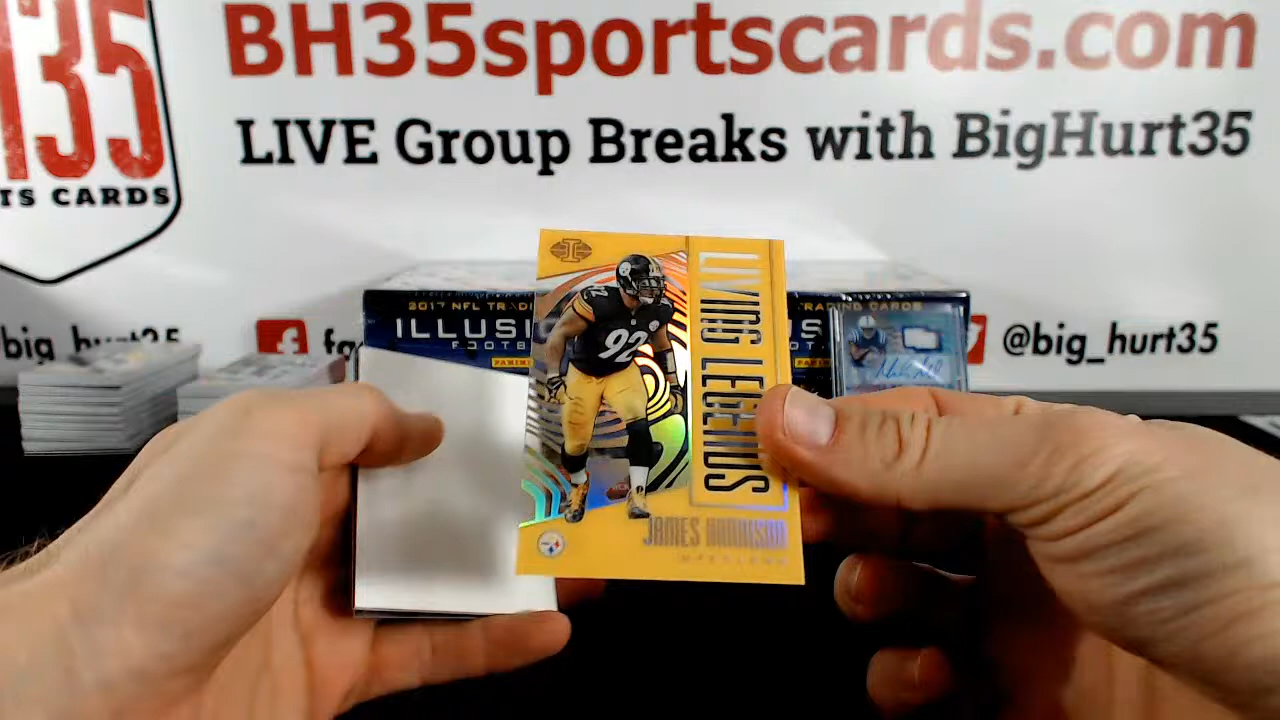 BH35sportscards.com
LIVE Group Breaks with BigHurt35
135
TS CARDS
big_hurt35
fa
@big_hurt35
2017 NFL TRADI
TRADING CARDS
ILLUSI
FOOTB
PANINI
LIVING LEGENDS
92
JAMES HARRISON